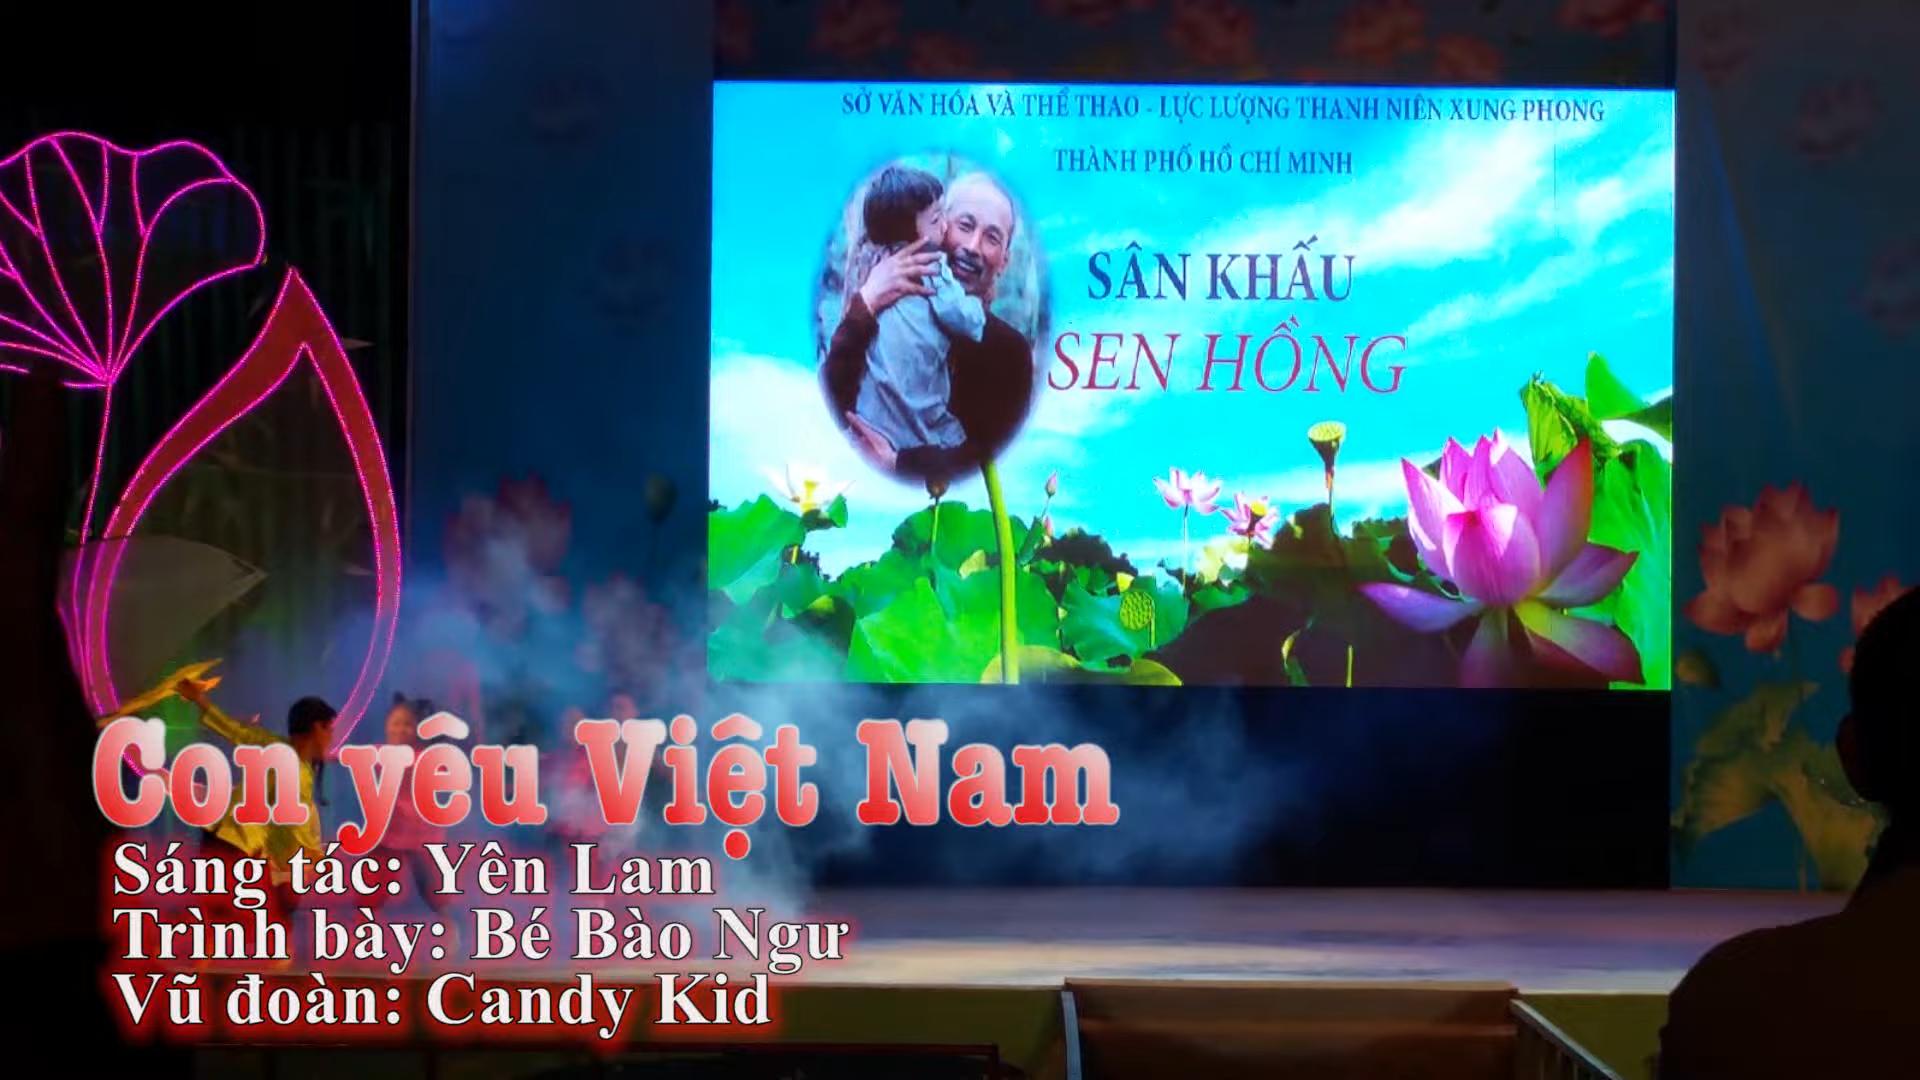 SỞ VĂN HÓA VÀ THỂ THAO - LỰC LƯỢNG THANH NIÊN XUNG PHONG
THÀNH PHỐ HỒ CHÍ MINH
SÂN KHẤU
SEN HỒNG
Con yêu Việt Nam
Sáng tác: Yên Lam
Trình bày: Bé Bào Ngư
Vũ đoàn: Candy Kid